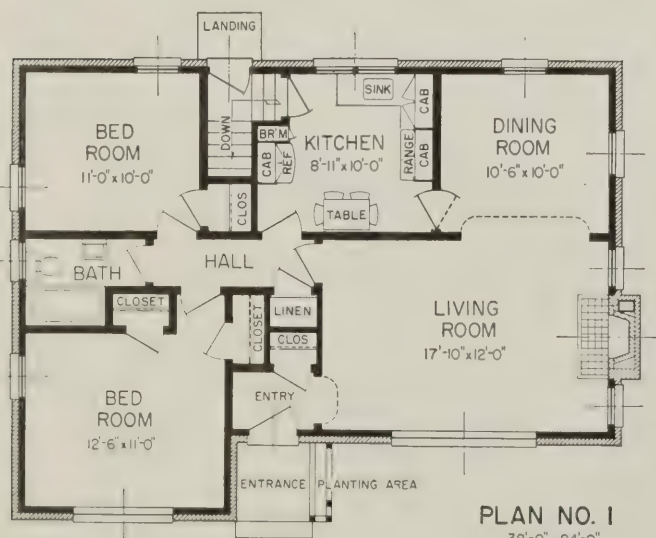 LANDING
BED
ROOM
11'-0" x 10'-0"
DOWN
BR'M
CAB
REF
KITCHEN
8'-11" x 10'-0"
SINK
CAB
RANGE
CAB
TABLE
DINING
ROOM
10'-6" x 10'-0"
CLOS
BATH
HALL
CLOSET
CLOSET
LINEN
CLOS
LIVING
ROOM
17'-10" x 12'-0"
BED
ROOM
12'-6" x 11'-0"
ENTRY
ENTRANCE
PLANTING AREA
PLAN NO. 1